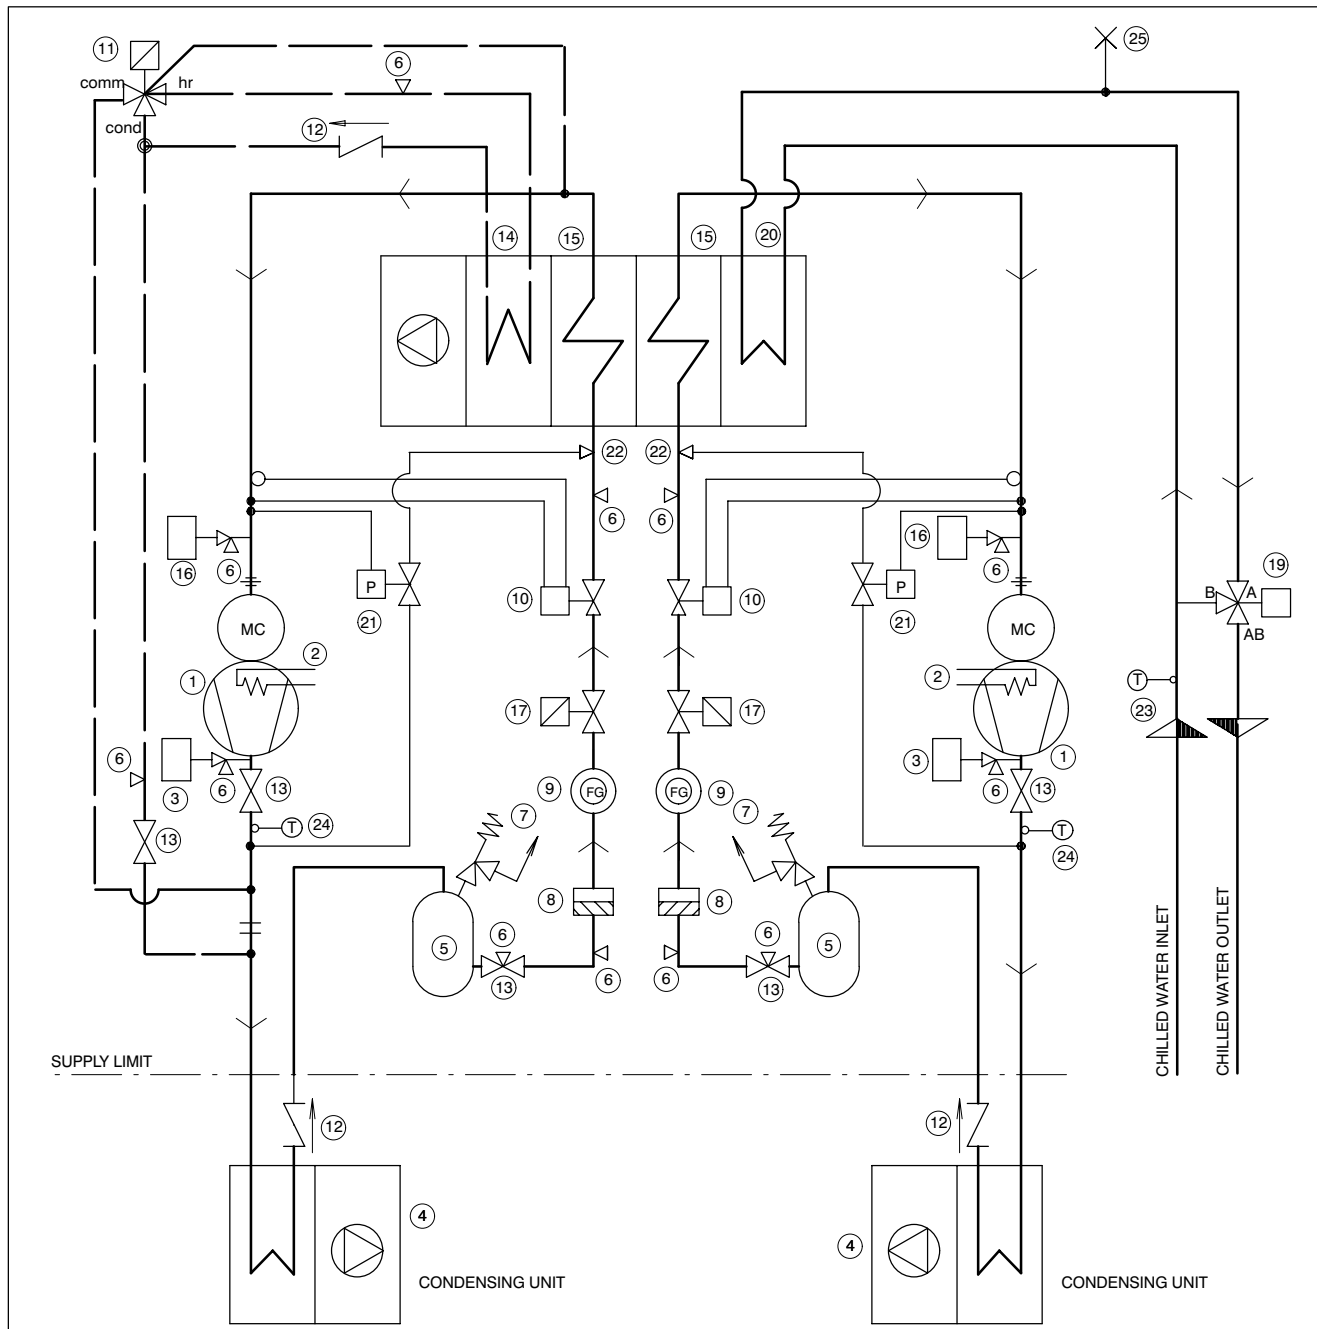 11
25
6
comm
hr
12
cond
14
15
15
20
22
22
6
6
16
6
16
6
19
P
10
10
P
B
A
21
21
AB
MC
MC
2
2
1
T
17
17
23
6
3
6
13
9
FG
FG
9
3
6
13
1
7
7
13
T
24
T
24
8
8
6
6
5
5
13
6
6
13
CHILLED WATER INLET
CHILLED WATER OUTLET
SUPPLY LIMIT
12
12
4
4
CONDENSING UNIT
CONDENSING UNIT